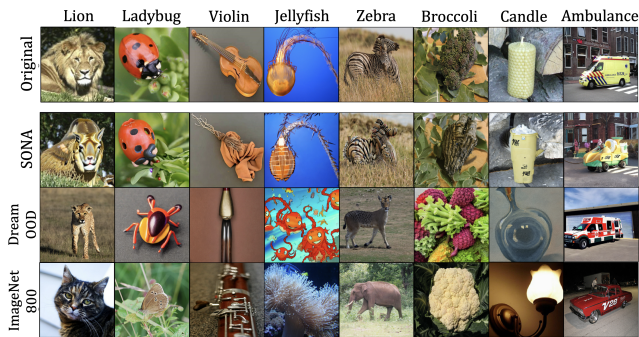 Lion Ladybug Violin Jellyfish Zebra Broccoli Candle Ambulance
Original
SONA
Dream
OOD
ImageNet
800